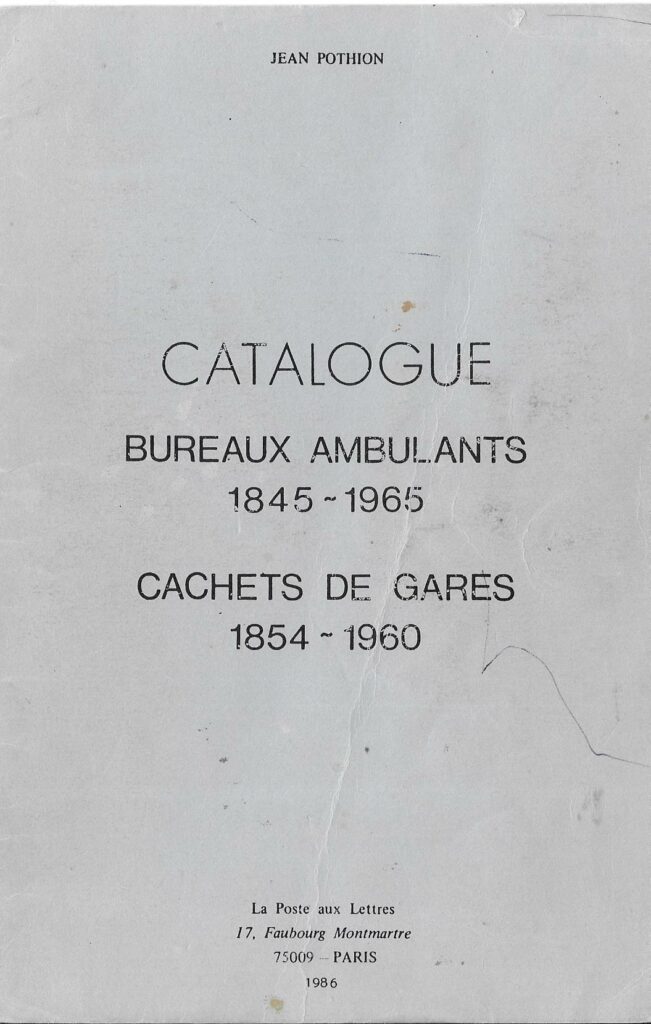 JEAN POTHION
CATALOGUE
BUREAUX AMBULANTS
1845 ~ 1965
CACHETS DE GARES
1854 ~ 1960
La Poste aux Lettres
17, Faubourg Montmartre
75009 — PARIS
1986